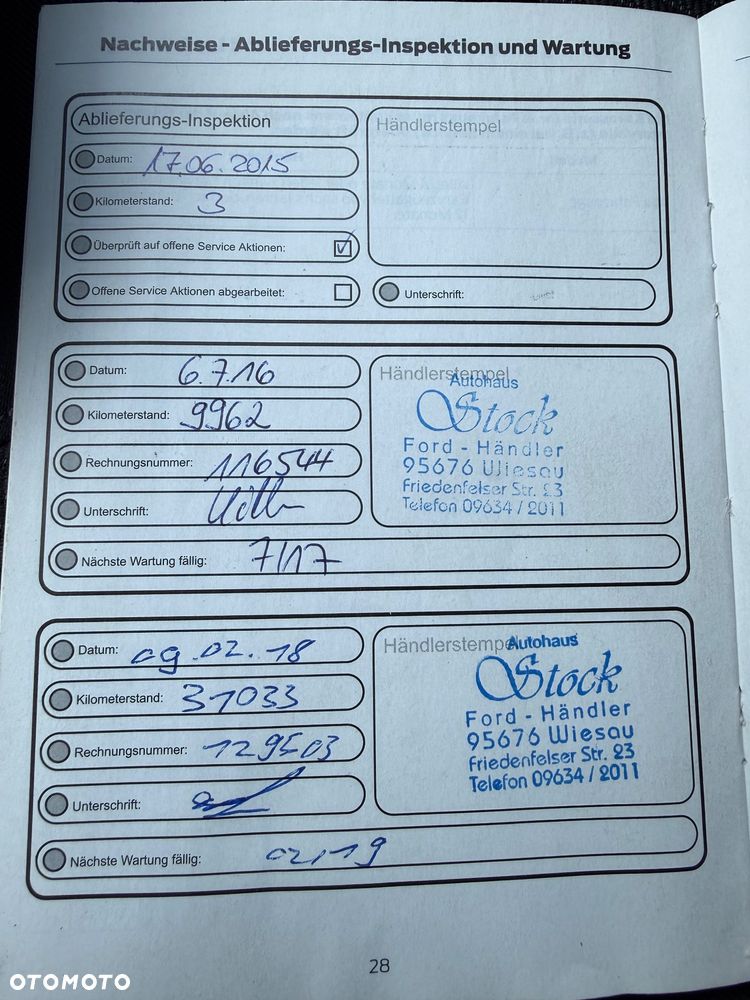 Nachweise - Ablieferungs-Inspektion und Wartung
Ablieferungs-Inspektion
Händlerstempel
Datum: 17.06.2015
Kilometerstand: 3
Überprüft auf offene Service Aktionen:
Offene Service Aktionen abgearbeitet:
Unterschrift:
Datum: 6.7.16
Kilometerstand: 9962
Rechnungsnummer: 116544
Unterschrift:
Nächste Wartung fällig: 7/17
Händlerstempel
Autohaus
Stock
Ford - Händler
95676 Wiesau
Friedenfelser Str. 23
Telefon 09634 / 2011
Datum: 09.02.18
Kilometerstand: 31033
Rechnungsnummer: 129503
Unterschrift:
Nächste Wartung fällig: 02/19
Händlerstempel
Autohaus
Stock
Ford - Händler
95676 Wiesau
Friedenfelser Str. 23
Telefon 09634 / 2011
28
OTOMOTO